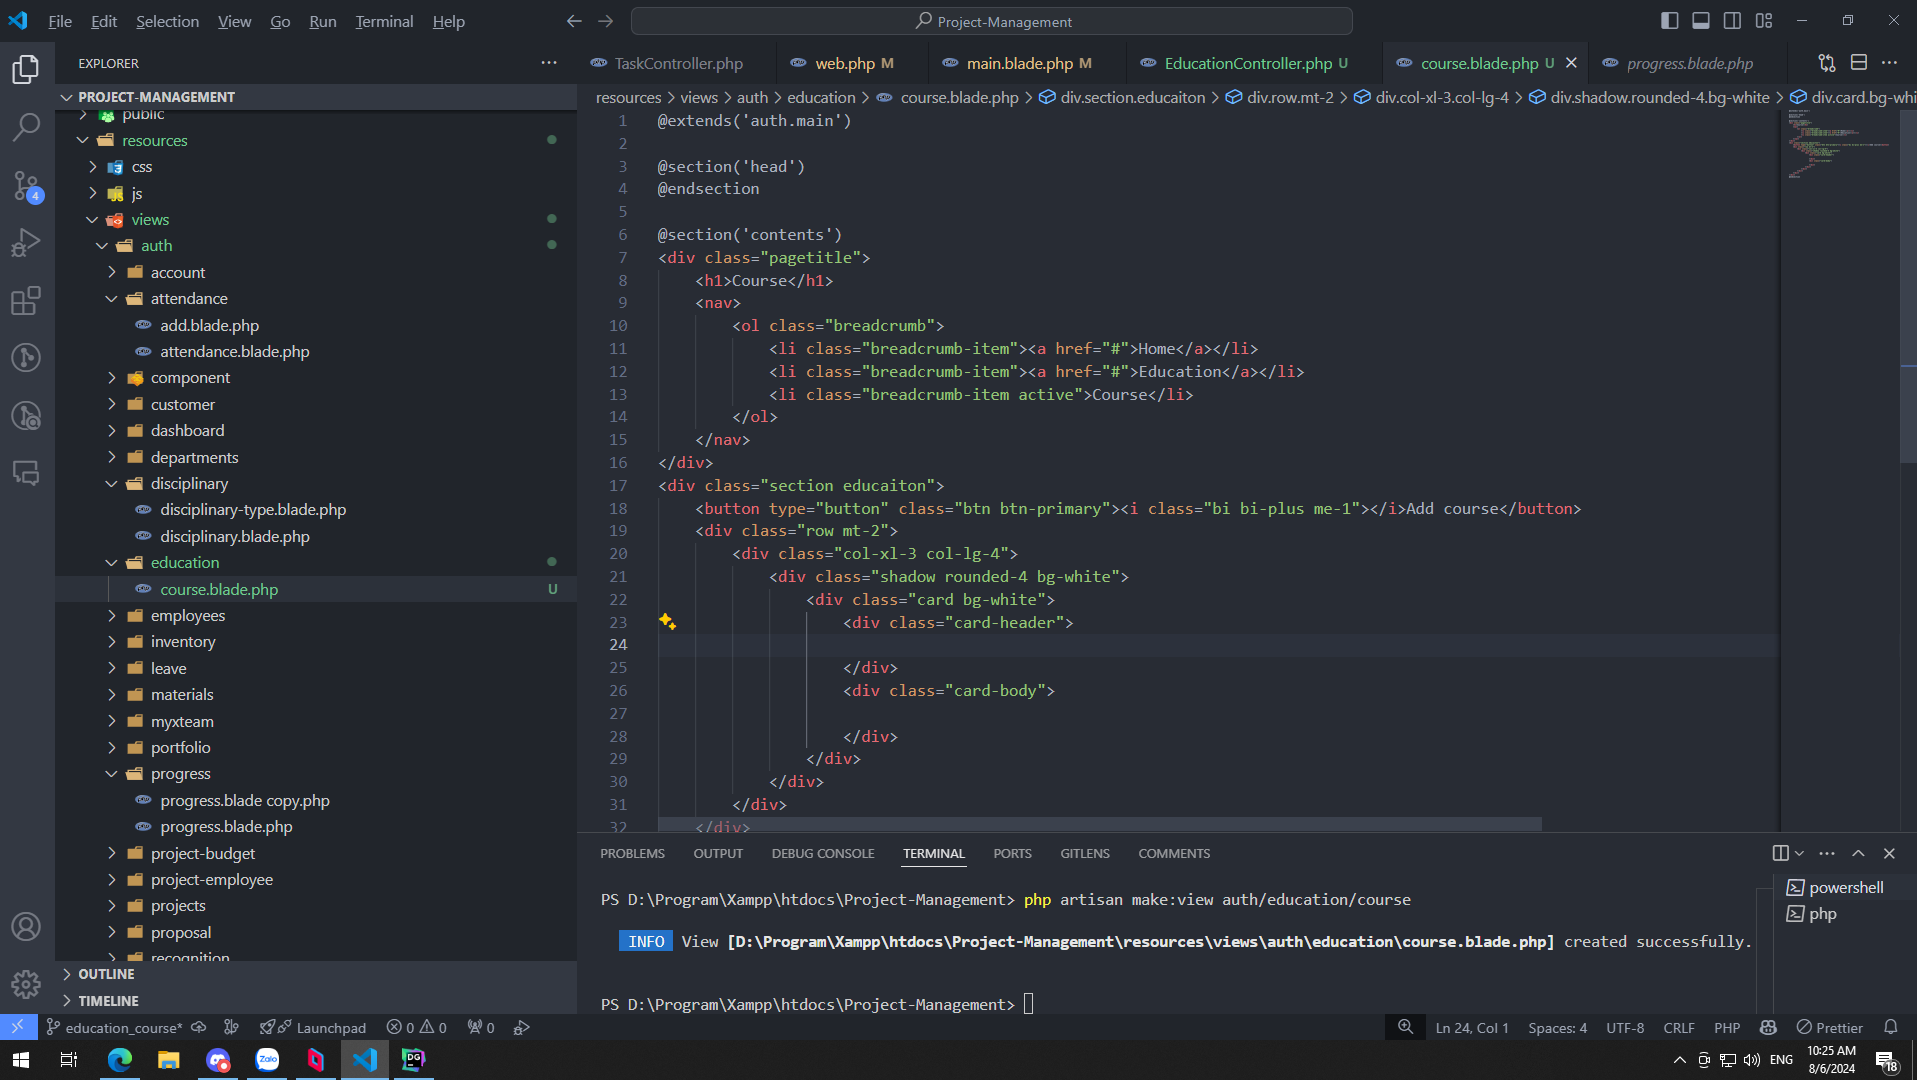 File Edit Selection View Go Run Terminal Help
Project-Management
EXPLORER
PROJECT-MANAGEMENT
public
resources
css
js
views
auth
account
attendance
add.blade.php
attendance.blade.php
component
customer
dashboard
departments
disciplinary
disciplinary-type.blade.php
disciplinary.blade.php
education
course.blade.php U
employees
inventory
leave
materials
myxteam
portfolio
progress
progress.blade copy.php
progress.blade.php
project-budget
project-employee
projects
proposal
recognition
OUTLINE
TIMELINE
4
TaskController.php web.php M main.blade.php M EducationController.php U course.blade.php U progress.blade.php
resources > views > auth > education > course.blade.php > div.section.educaiton > div.row.mt-2 > div.col-xl-3.col-lg-4 > div.shadow.rounded-4.bg-white > div.card.bg-whi
1 @extends('auth.main')
2
3 @section('head')
4 @endsection
5
6 @section('contents')
7 <div class="pagetitle">
8 <h1>Course</h1>
9 <nav>
10 <ol class="breadcrumb">
11 <li class="breadcrumb-item"><a href="#">Home</a></li>
12 <li class="breadcrumb-item"><a href="#">Education</a></li>
13 <li class="breadcrumb-item active">Course</li>
14 </ol>
15 </nav>
16 </div>
17 <div class="section educaiton">
18 <button type="button" class="btn btn-primary"><i class="bi bi-plus me-1"></i>Add course</button>
19 <div class="row mt-2">
20 <div class="col-xl-3 col-lg-4">
21 <div class="shadow rounded-4 bg-white">
22 <div class="card bg-white">
23 <div class="card-header">
24
25 </div>
26 <div class="card-body">
27
28 </div>
29 </div>
30 </div>
31 </div>
32 </div>
PROBLEMS OUTPUT DEBUG CONSOLE TERMINAL PORTS GITLENS COMMENTS
PS D:\Program\Xampp\htdocs\Project-Management> php artisan make:view auth/education/course
INFO View [D:\Program\Xampp\htdocs\Project-Management\resources\views\auth\education\course.blade.php] created successfully.
PS D:\Program\Xampp\htdocs\Project-Management>
powershell
php
education_course* Launchpad 0 0 0 Ln 24, Col 1 Spaces: 4 UTF-8 CRLF PHP Prettier
Zalo DG ENG 10:25 AM
8/6/2024 18